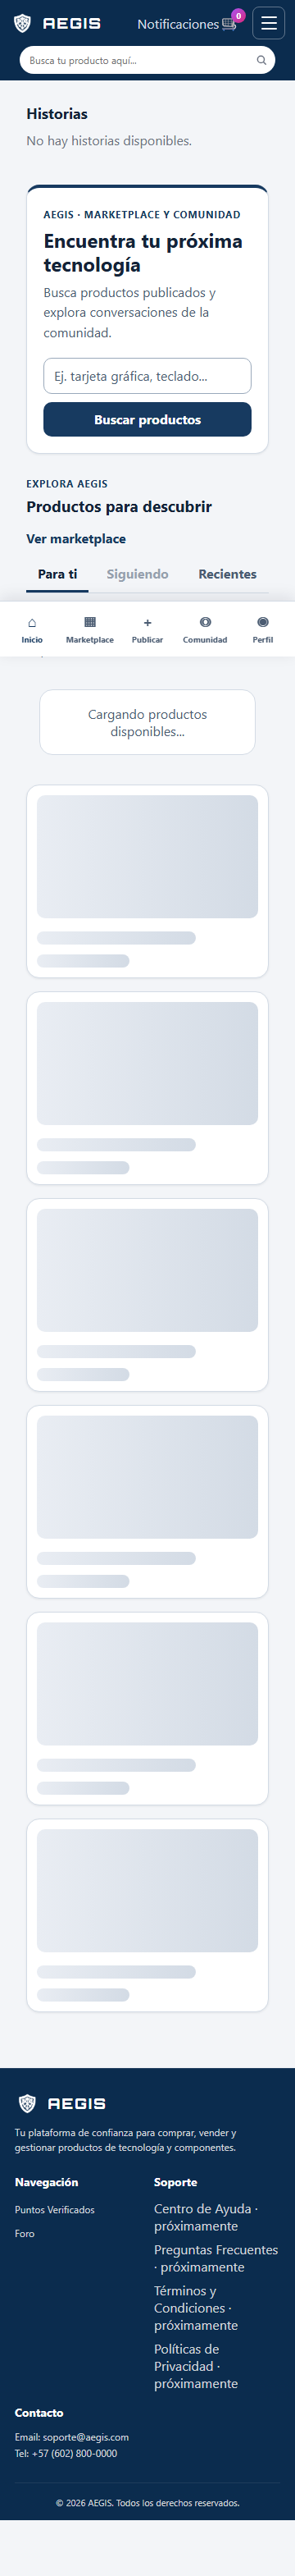 AEGIS
Notificaciones
0
Busca tu producto aquí...
Historias
No hay historias disponibles.
AEGIS · MARKETPLACE Y COMUNIDAD
Encuentra tu próxima
tecnología
Busca productos publicados y
explora conversaciones de la
comunidad.
Ej. tarjeta gráfica, teclado...
Buscar productos
EXPLORA AEGIS
Productos para descubrir
Ver marketplace
Para ti
Siguiendo
Recientes
Inicio
Marketplace
Publicar
Comunidad
Perfil
Cargando productos
disponibles...
AEGIS
Tu plataforma de confianza para comprar, vender y
gestionar productos de tecnología y componentes.
Navegación
Puntos Verificados
Foro
Soporte
Centro de Ayuda ·
próximamente
Preguntas Frecuentes
· próximamente
Términos y
Condiciones ·
próximamente
Políticas de
Privacidad ·
próximamente
Contacto
Email: soporte@aegis.com
Tel: +57 (602) 800-0000
© 2026 AEGIS. Todos los derechos reservados.